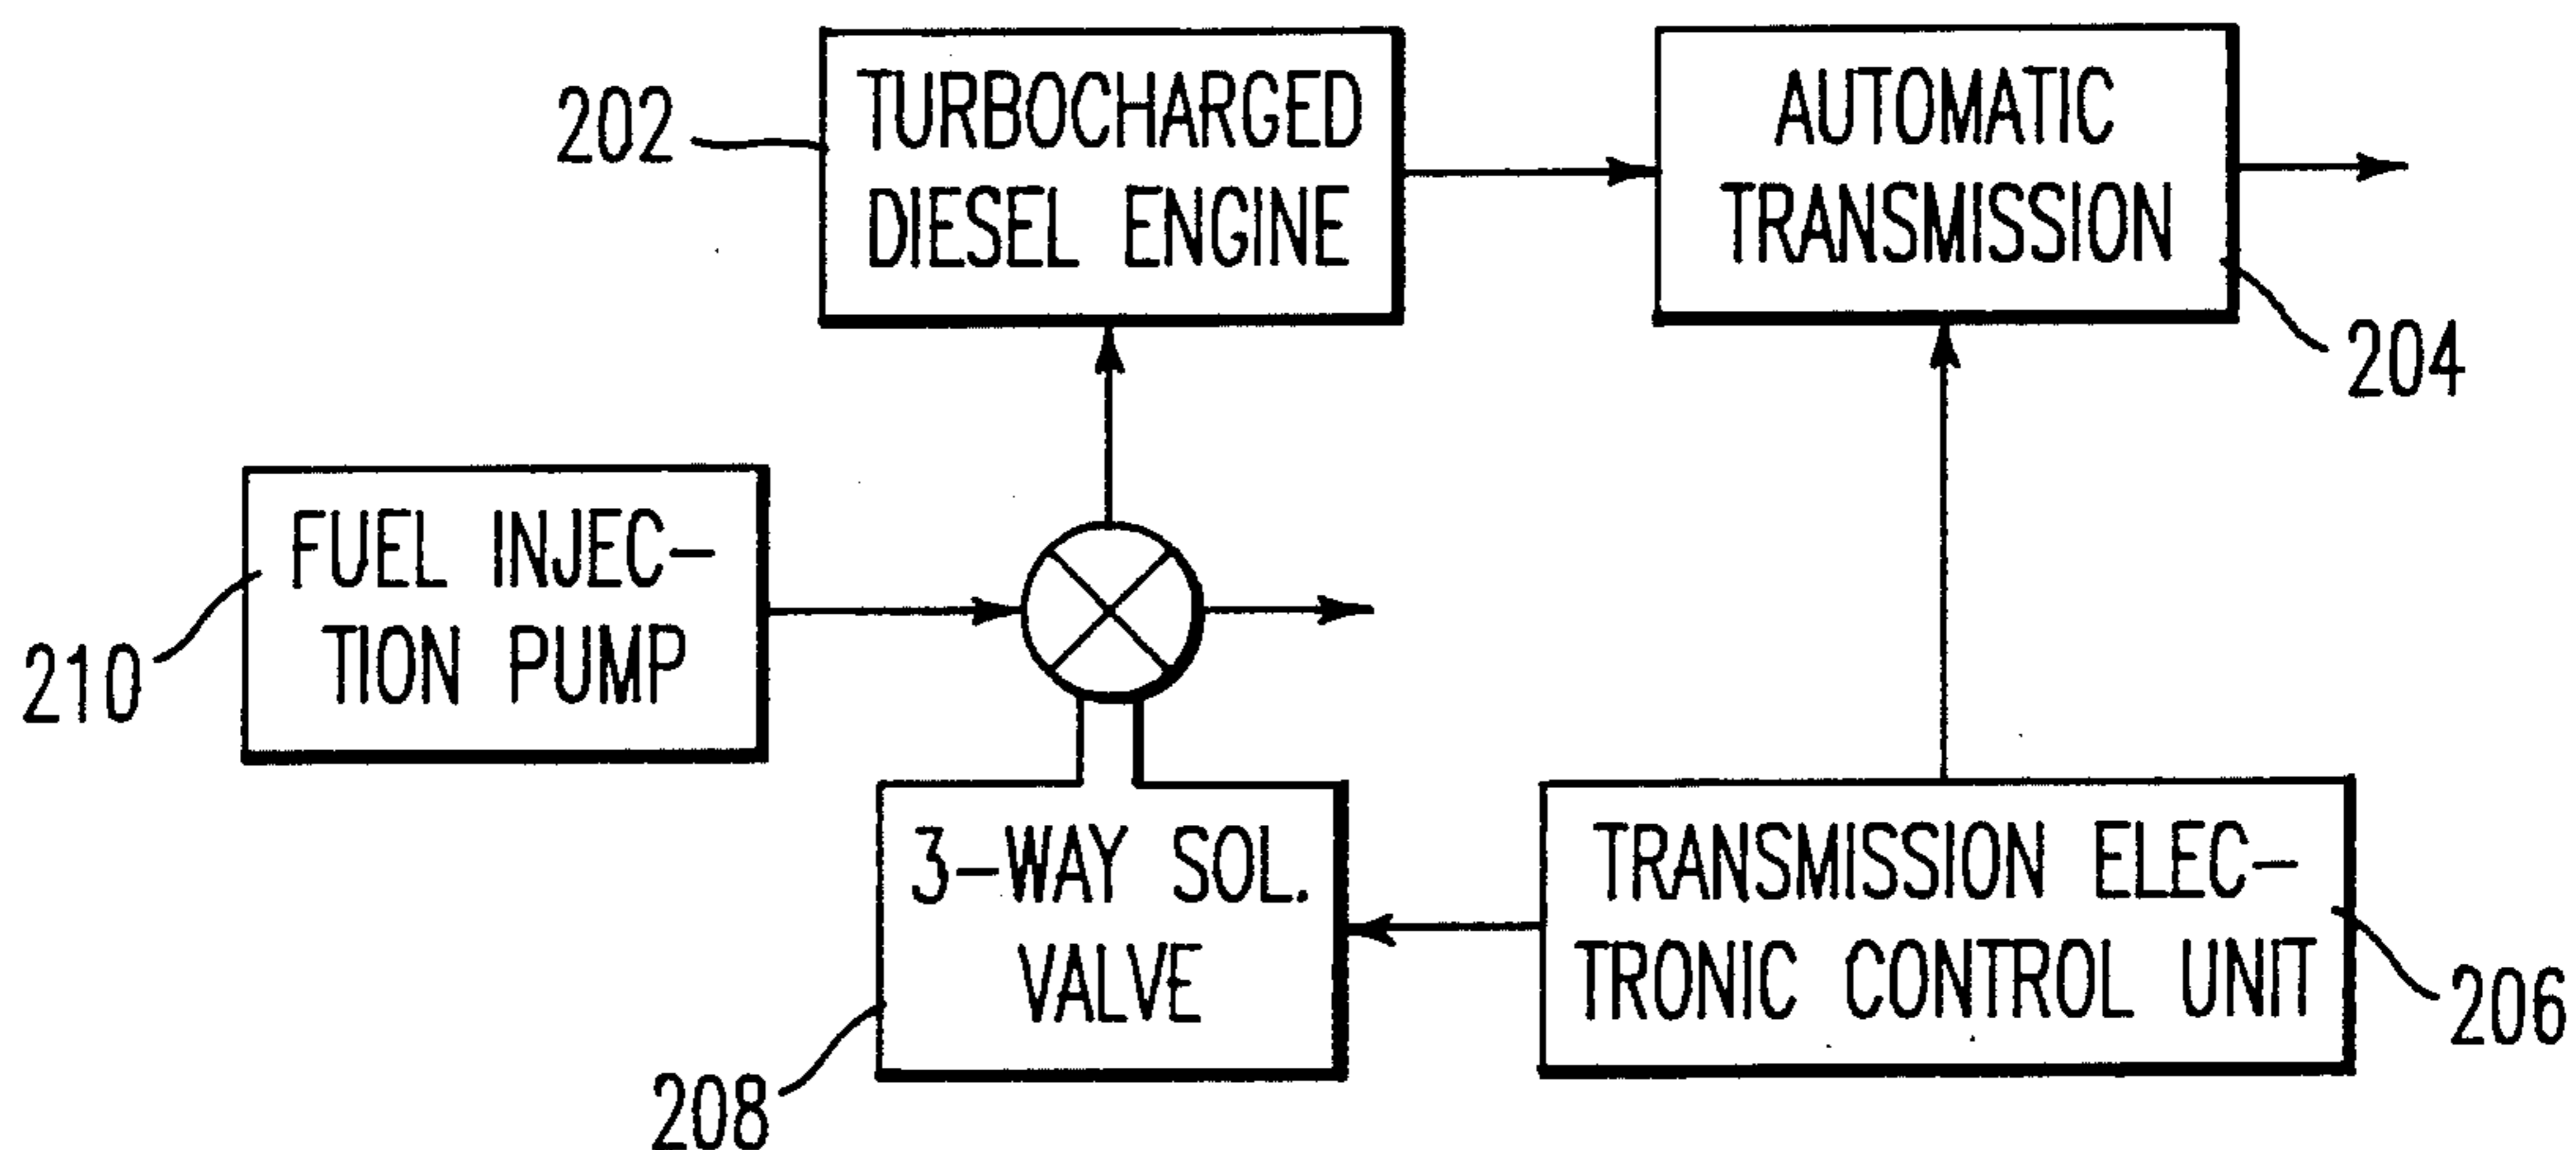 202
TURBOCHARGED
DIESEL ENGINE
AUTOMATIC
TRANSMISSION
204
210
FUEL INJEC-
TION PUMP
3-WAY SOL.
VALVE
208
TRANSMISSION ELEC-
TRONIC CONTROL UNIT
206